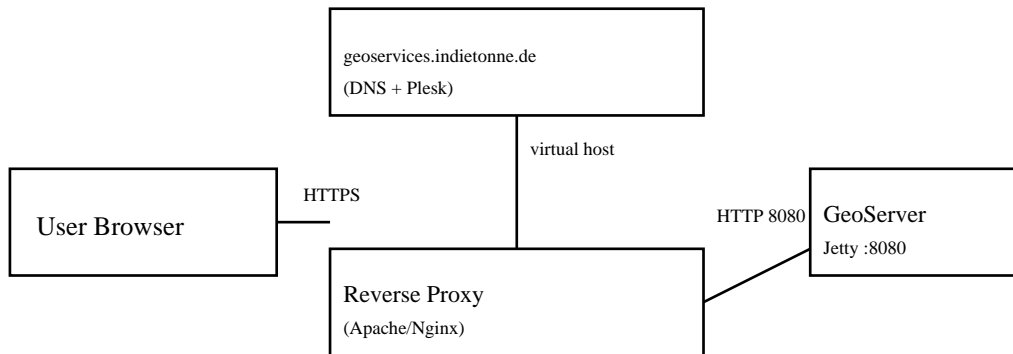 geoservices.indietonne.de
(DNS + Plesk)
virtual host
User Browser
HTTPS
HTTP 8080
GeoServer
Jetty :8080
Reverse Proxy
(Apache/Nginx)